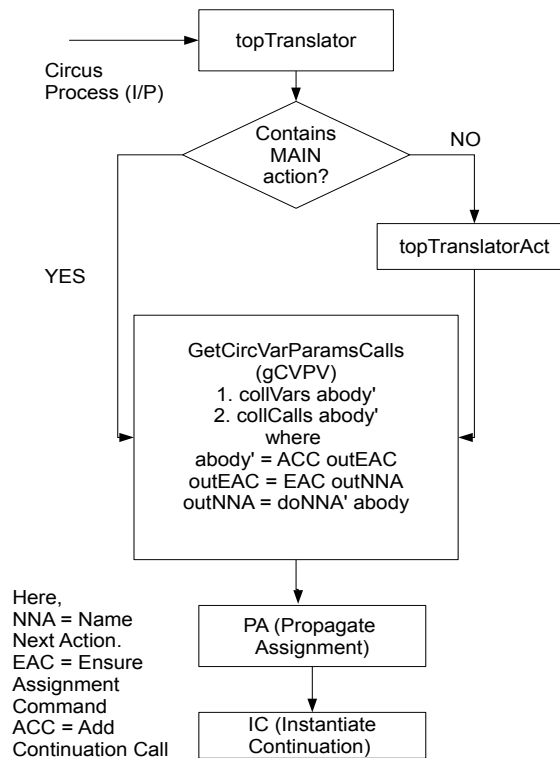 topTranslator
Circus
Process (I/P)
Contains
MAIN
action?
NO
topTranslatorAct
YES
GetCircVarParamsCalls
(gCVPV)
1. collVars abody'
2. collCalls abody'
where
abody' = ACC outEAC
outEAC = EAC outNNA
outNNA = doNNA' abody
Here,
NNA = Name
Next Action.
EAC = Ensure
Assignment
Command
ACC = Add
Continuation Call
PA (Propagate
Assignment)
IC (Instantiate
Continuation)